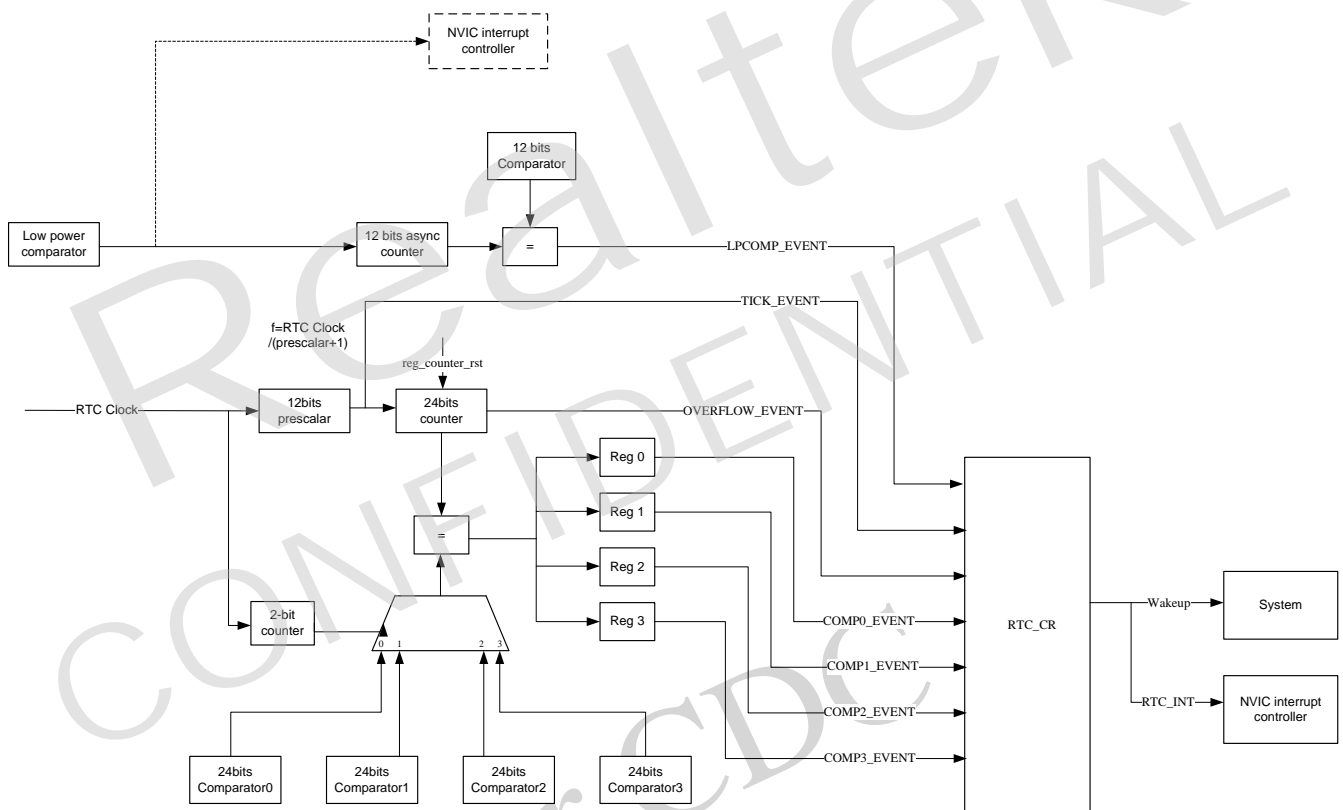 NVIC interrupt
controller
12 bits
Comparator
Low power
comparator
12 bits async
counter
=
LPCOMP_EVENT
TICK_EVENT
f=RTC Clock
/(prescalar+1)
reg_counter_rst
RTC Clock
12bits
prescalar
24bits
counter
OVERFLOW_EVENT
Reg 0
Reg 1
=
Reg 2
Reg 3
2-bit
counter
0 1 2 3
COMP0_EVENT
COMP1_EVENT
COMP2_EVENT
COMP3_EVENT
RTC_CR
Wakeup
System
RTC_INT
NVIC interrupt
controller
24bits
Comparator0
24bits
Comparator1
24bits
Comparator2
24bits
Comparator3
Realtek
CONFIDENTIAL
CDC